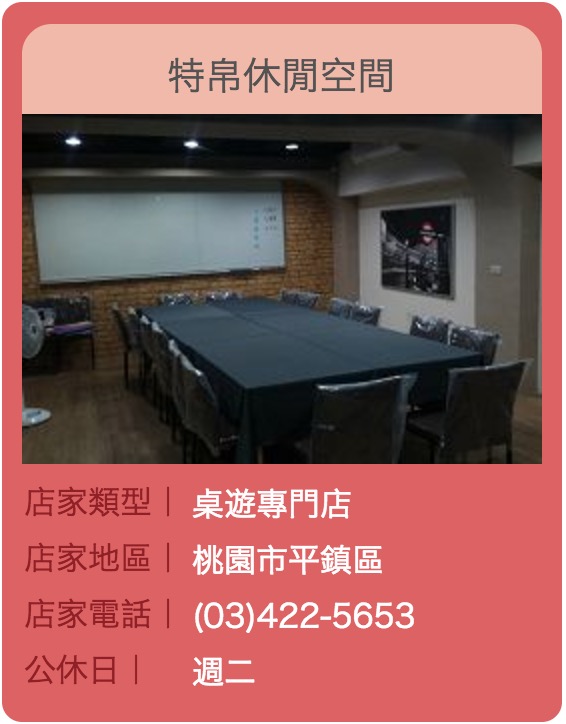 特帛休閒空間
店家類型｜ 桌遊專門店
店家地區｜ 桃園市平鎮區
店家電話｜ (03)422-5653
公休日｜ 週二